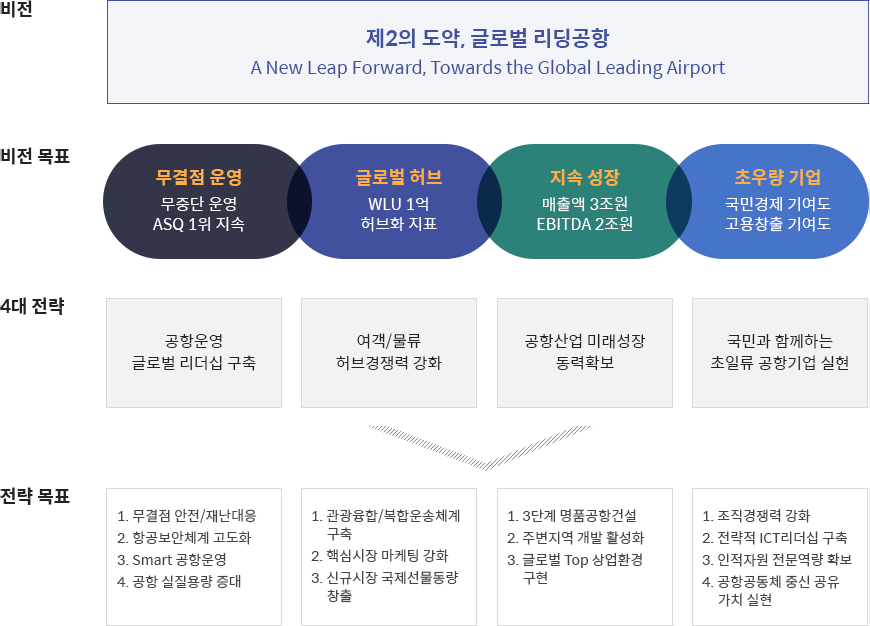 비전
제2의 도약, 글로벌 리딩공항
A New Leap Forward, Towards the Global Leading Airport
비전 목표
무결점 운영
무중단 운영
ASQ 1위 지속
글로벌 허브
WLU 1억
허브화 지표
지속 성장
매출액 3조원
EBITDA 2조원
초우량 기업
국민경제 기여도
고용창출 기여도
4대 전략
공항운영
글로벌 리더십 구축
여객/물류
허브경쟁력 강화
공항산업 미래성장
동력확보
국민과 함께하는
초일류 공항기업 실현
전략 목표
1. 무결점 안전/재난대응
2. 항공보안체계 고도화
3. Smart 공항운영
4. 공항 실질용량 증대
1. 관광융합/복합운송체계
구축
2. 핵심시장 마케팅 강화
3. 신규시장 국제선물동량
창출
1. 3단계 명품공항건설
2. 주변지역 개발 활성화
3. 글로벌 Top 상업환경
구현
1. 조직경쟁력 강화
2. 전략적 ICT리더십 구축
3. 인적자원 전문역량 확보
4. 공항공동체 중신 공유
가치 실현